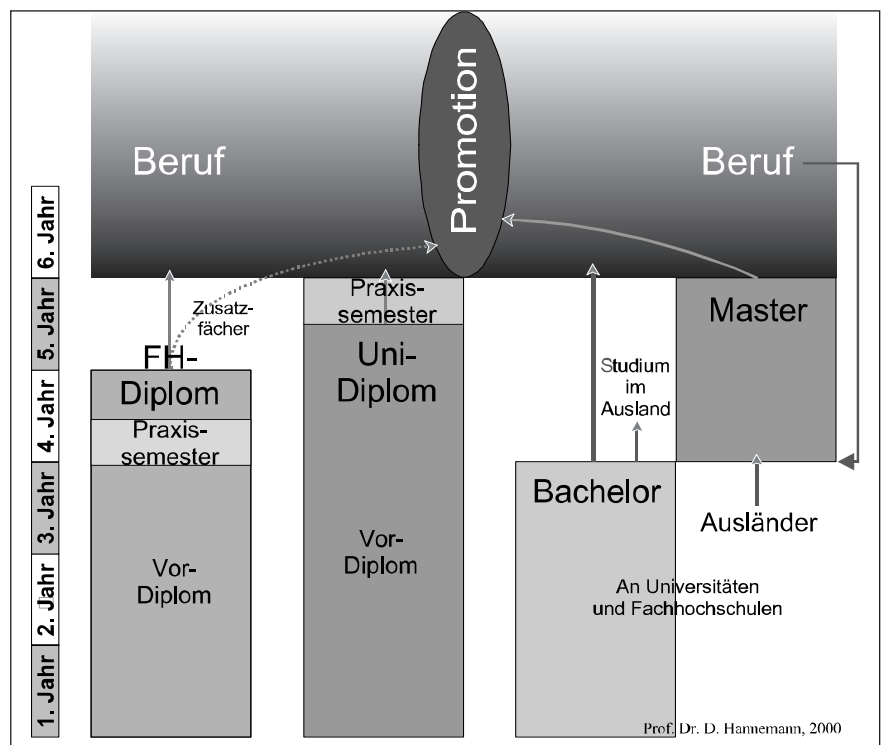 Beruf
Promotion
Beruf
6. Jahr
5. Jahr
4. Jahr
3. Jahr
2. Jahr
1. Jahr
Zusatz-
fächer
FH-
Diplom
Praxis-
semester
Vor-
Diplom
Praxis-
semester
Uni-
Diplom
Vor-
Diplom
Studium
im
Ausland
Bachelor
Master
Ausländer
An Universitäten
und Fachhochschulen
Prof. Dr. D. Hannemann, 2000